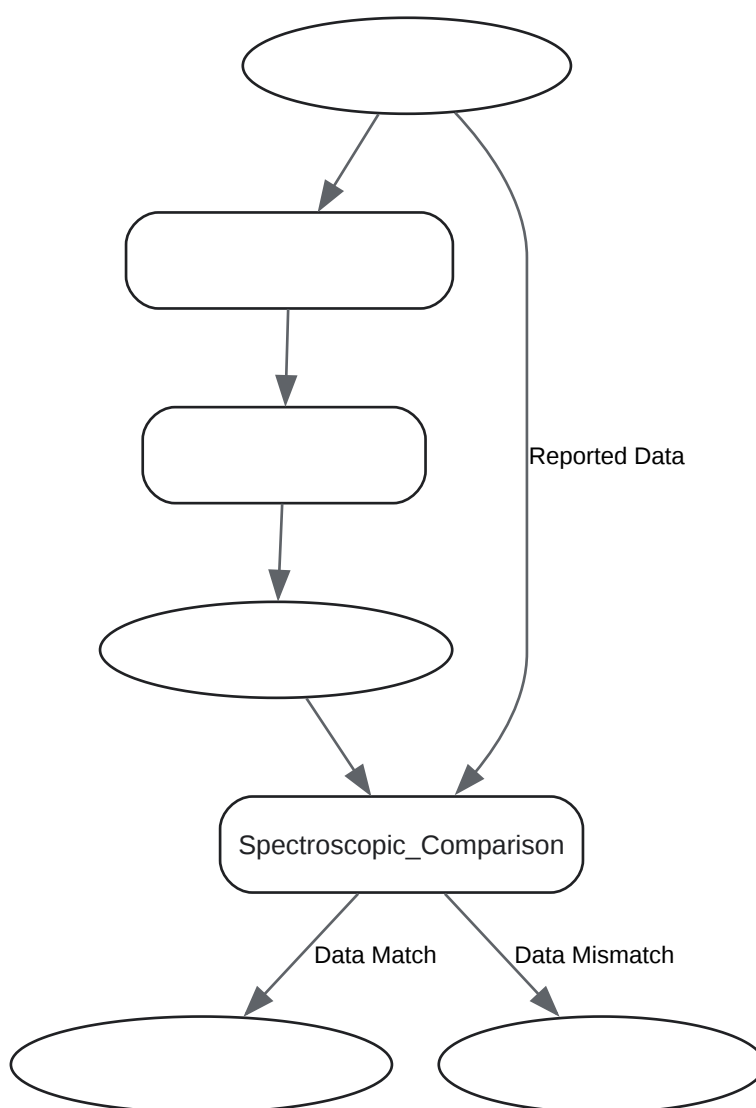 Reported Data
Spectroscopic_Comparison
Data Match
Data Mismatch